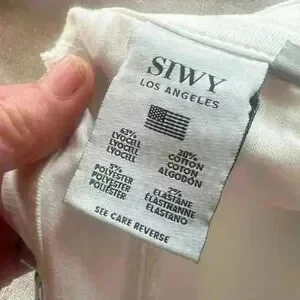 SIWY
LOS ANGELES
63%
LYOCELL
LYOCELL
LYOCELL
30%
COTTON
COTON
ALGODÓN
5%
POLYESTER
POLYESTER
POLIÉSTER
2%
ELASTANE
ELASTHANNE
ELASTANO
SEE CARE REVERSE